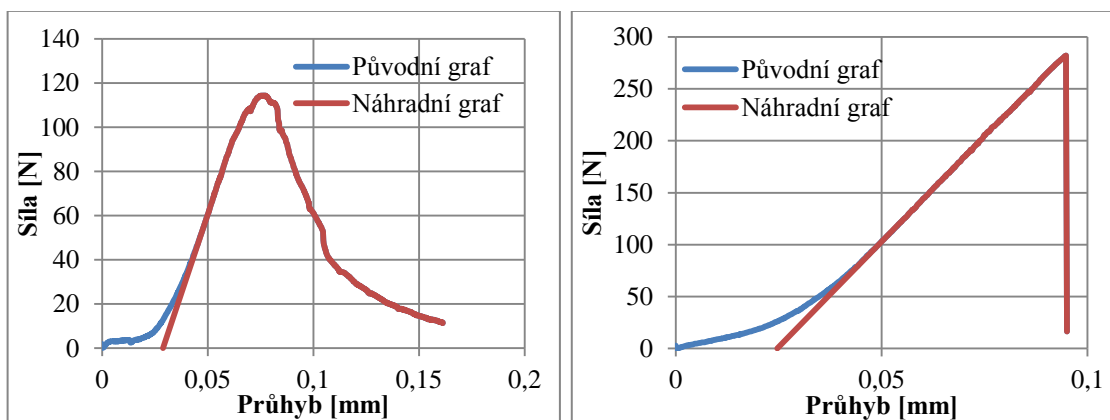 140
120
100
80
60
40
20
0
Síla [N]
Původní graf
Náhradní graf
0
0,05
0,1
0,15
0,2
Průhyb [mm]
300
250
200
150
100
50
0
Síla [N]
Původní graf
Náhradní graf
0
0,05
0,1
Průhyb [mm]